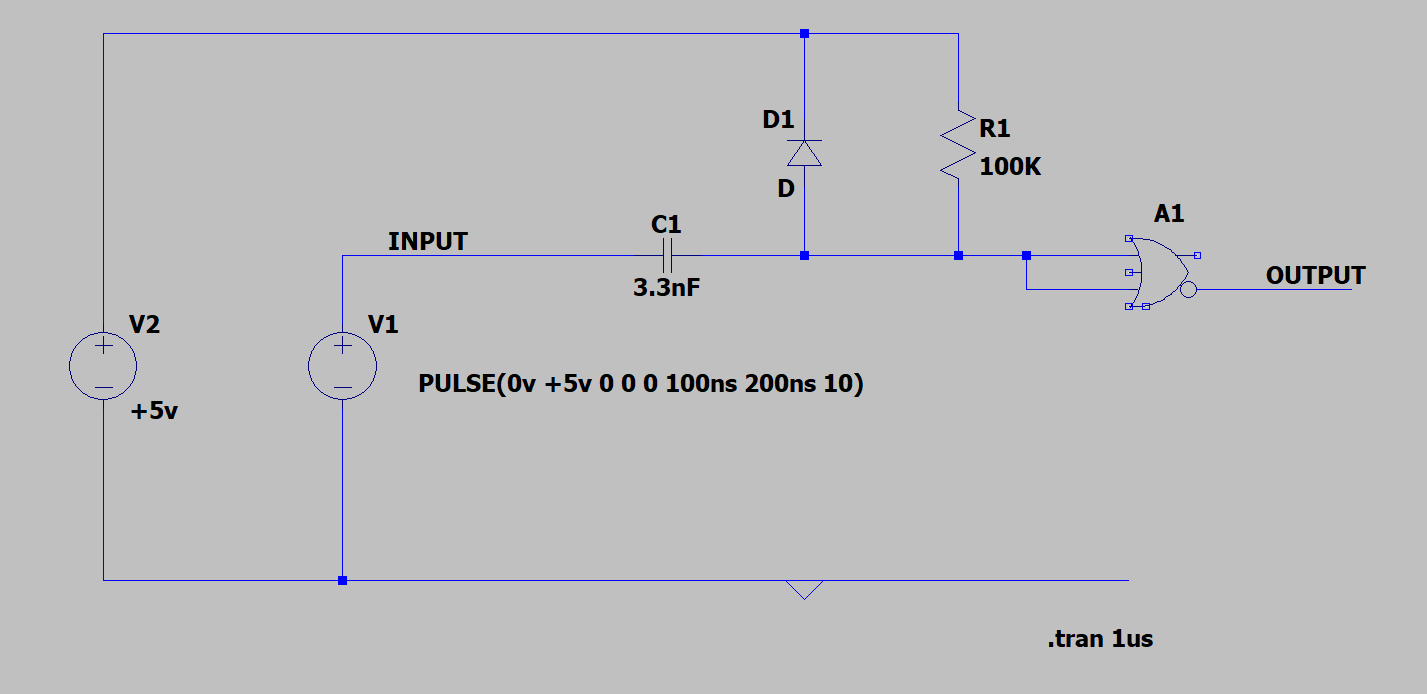 D1
D
R1
100K
A1
C1
3.3nF
INPUT
OUTPUT
V2
+5v
V1
PULSE(0v +5v 0 0 0 100ns 200ns 10)
.tran 1us